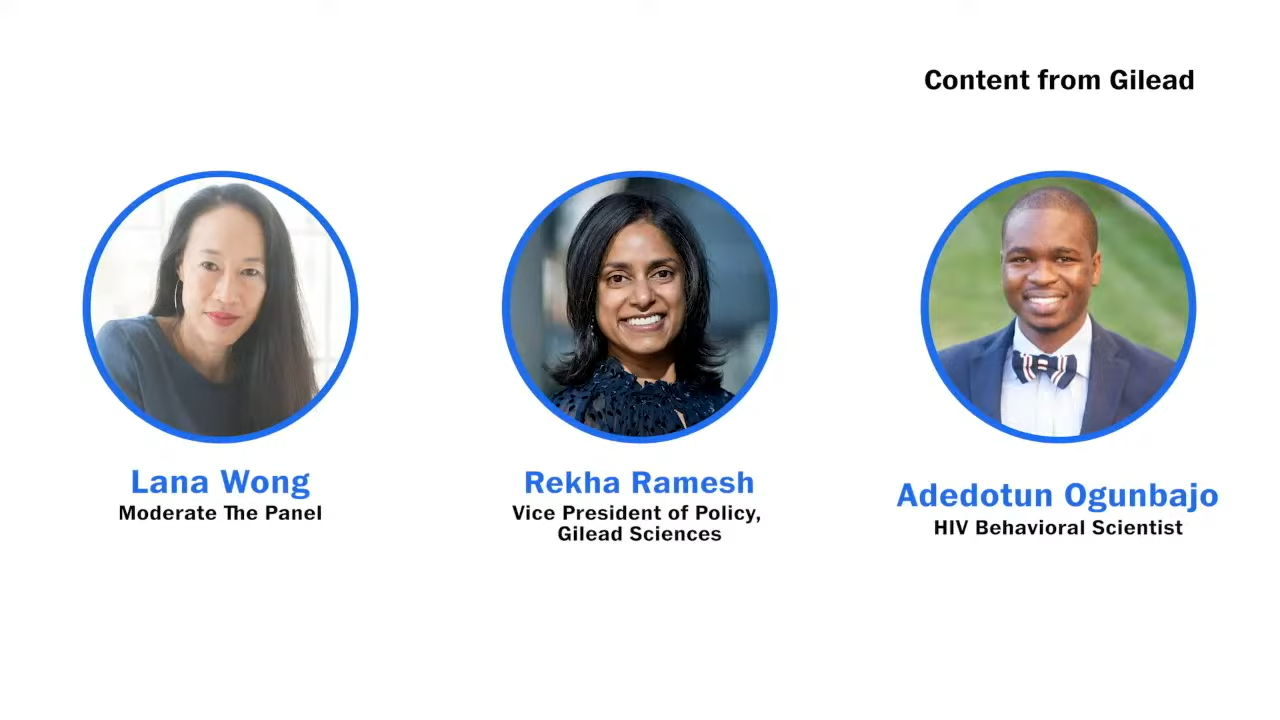 Content from Gilead
Lana Wong
Moderate The Panel
Rekha Ramesh
Vice President of Policy,
Gilead Sciences
Adedotun Ogunbajo
HIV Behavioral Scientist